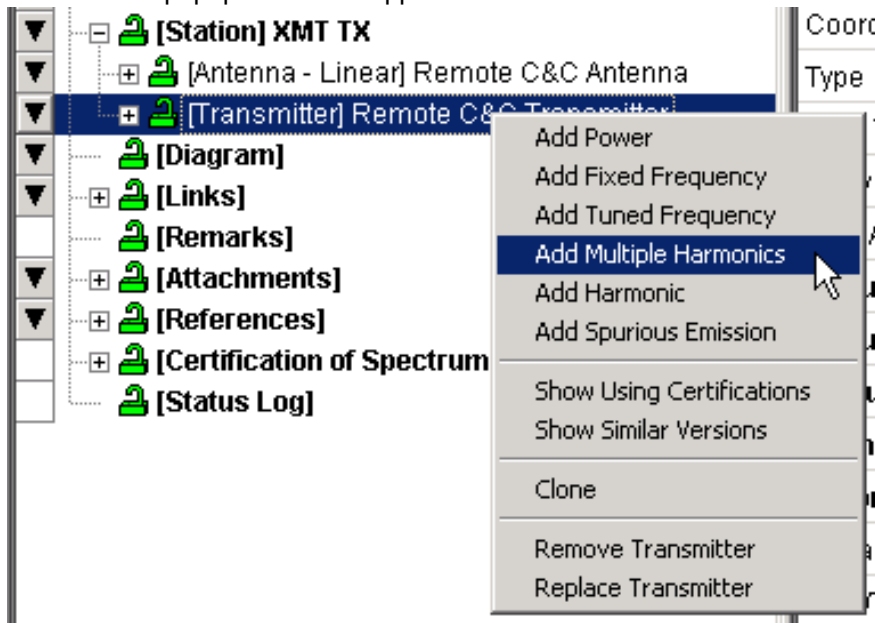 [Station] XMT TX
[Antenna - Linear] Remote C&C Antenna
[Transmitter] Remote C&C Transmitter
[Diagram]
[Links]
[Remarks]
[Attachments]
[References]
[Certification of Spectrum
[Status Log]
Add Power
Add Fixed Frequency
Add Tuned Frequency
Add Multiple Harmonics
Add Harmonic
Add Spurious Emission
Show Using Certifications
Show Similar Versions
Clone
Remove Transmitter
Replace Transmitter
Coord
Type